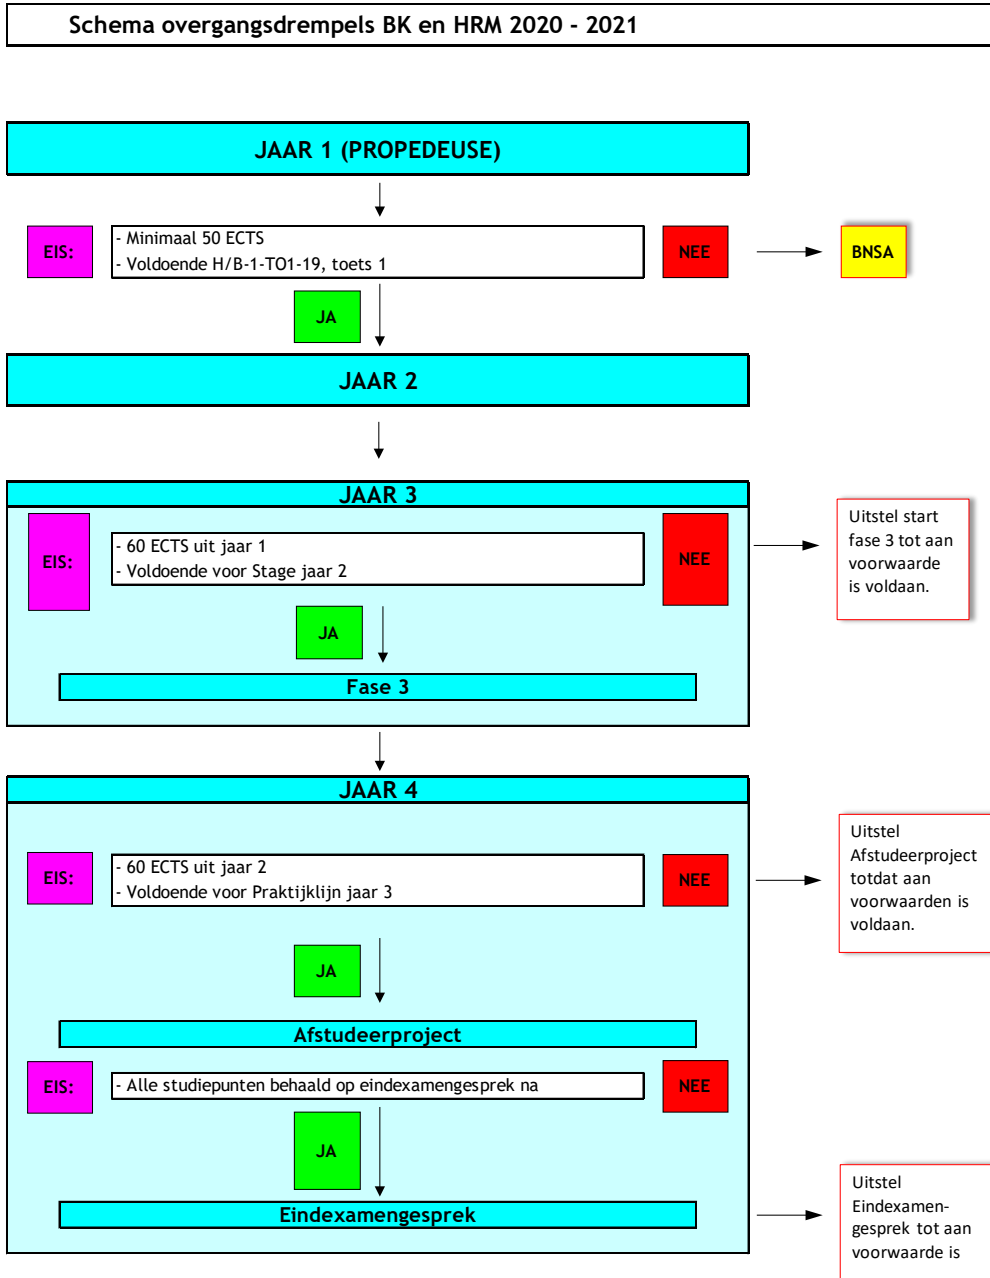 Schema overgangsdrempels BK en HRM 2020 - 2021
JAAR 1 (PROPEDEUSE)
EIS:
- Minimaal 50 ECTS
- Voldoende H/B-1-TO1-19, toets 1
NEE
BNSA
JA
JAAR 2
JAAR 3
EIS:
- 60 ECTS uit jaar 1
- Voldoende voor Stage jaar 2
NEE
Uitstel start
fase 3 tot aan
voorwaarde
is voldaan.
JA
Fase 3
JAAR 4
EIS:
- 60 ECTS uit jaar 2
- Voldoende voor Praktijklijn jaar 3
NEE
Uitstel
Afstudeerproject
totdat aan
voorwaarden is
voldaan.
JA
Afstudeerproject
EIS:
- Alle studiepunten behaald op eindexamengesprek na
NEE
JA
Eindexamengesprek
Uitstel
Eindexamen-
gesprek tot aan
voorwaarde is